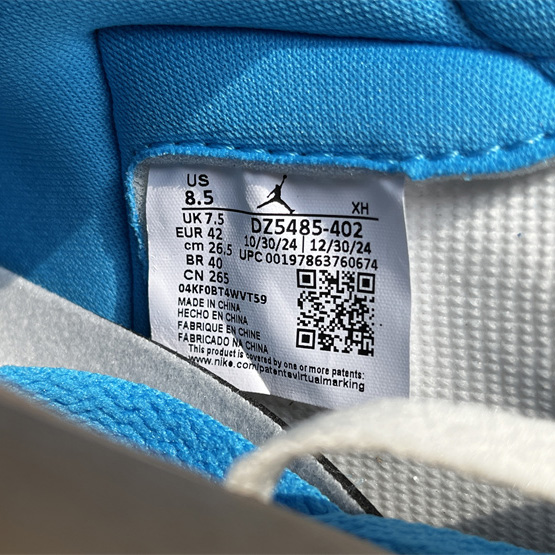 US
8.5
XH
UK 7.5
DZ5485-402
EUR 42
10/30/24 | 12/30/24
cm 26.5
UPC 00197863760674
BR 40
CN 265
04KF0BT4WVT59
MADE IN CHINA
HECHO EN CHINA
FABRIQUE EN CHINE
FABRICADO NA CHINA
This product is covered by one or more patents:
www.nike.com/patentsvirtualmarking